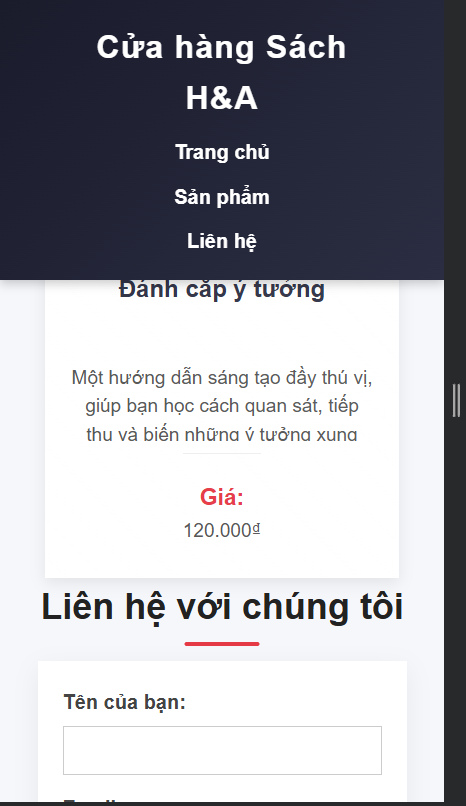 Cửa hàng Sách
H&A
Trang chủ
Sản phẩm
Liên hệ
Đánh cắp ý tưởng
Một hướng dẫn sáng tạo đầy thú vị,
giúp bạn học cách quan sát, tiếp
thu và biến những ý tưởng xung
Giá:
120.000₫
Liên hệ với chúng tôi
Tên của bạn: